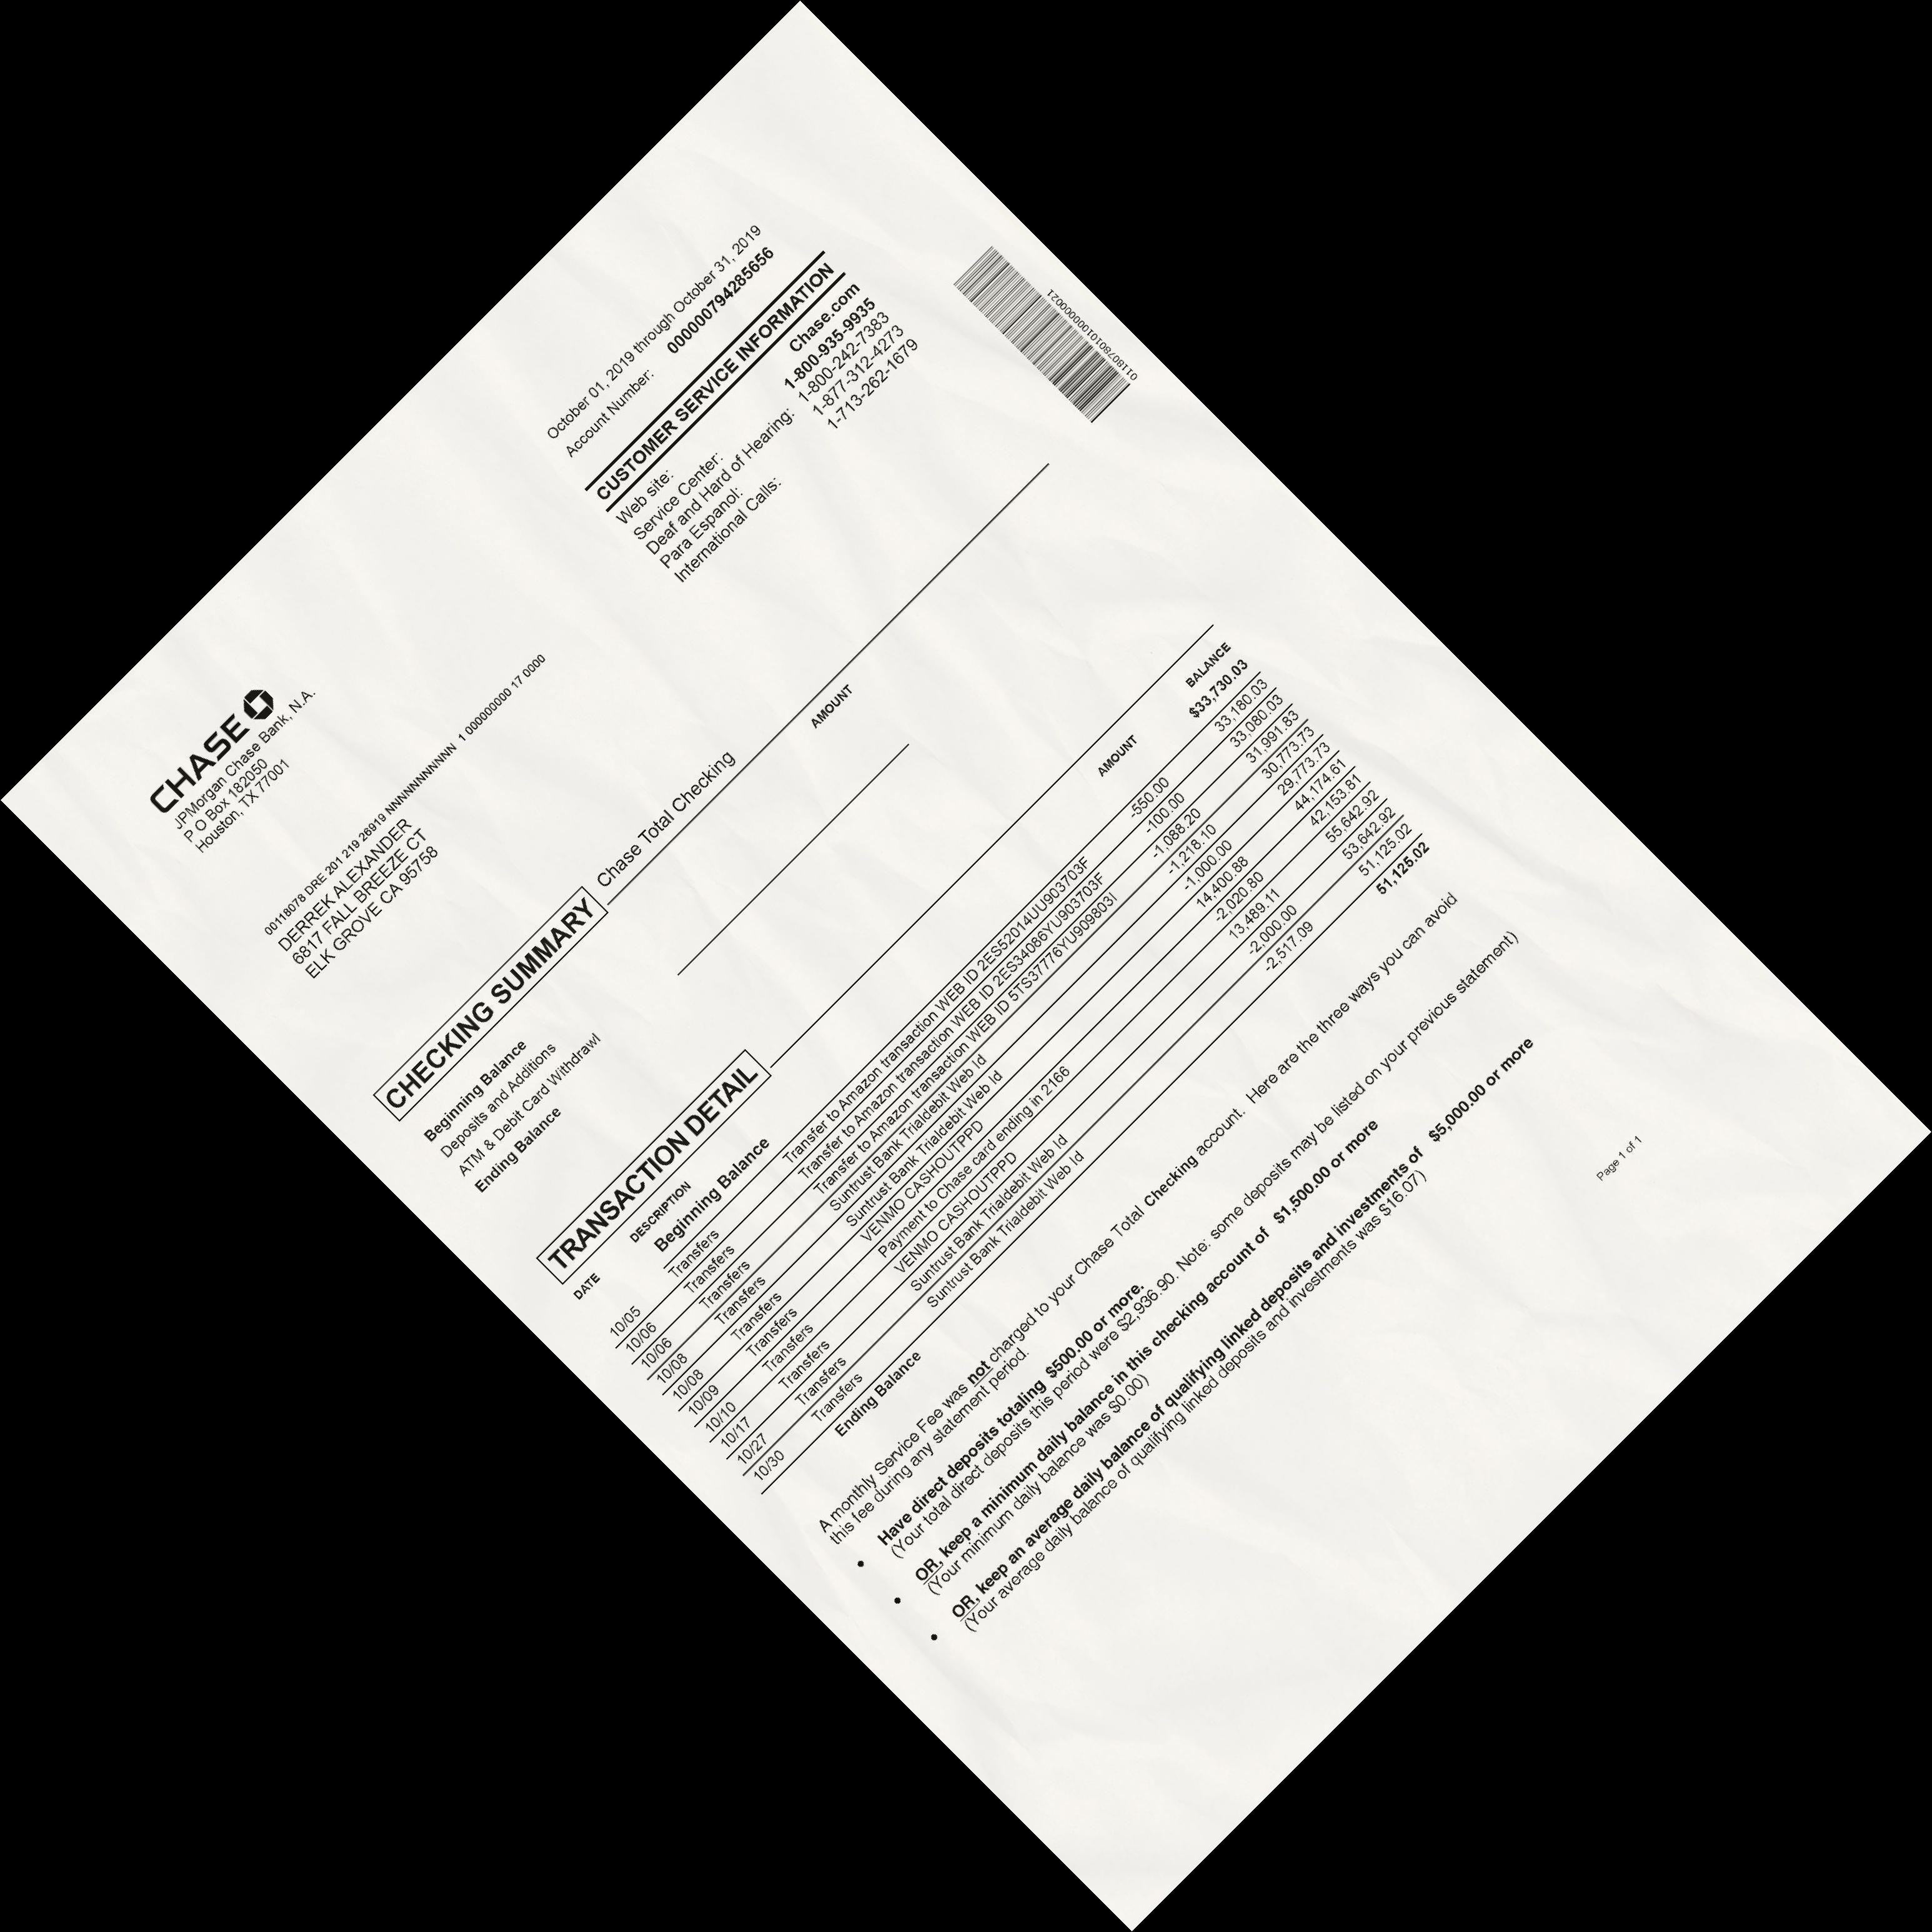 CHASE
JPMorgan Chase Bank, N.A.
P O Box 182050
Houston, TX 77001
October 01, 2019 through October 31, 2019
Account Number: 000000794285656
CUSTOMER SERVICE INFORMATION
Web site: Chase.com
Service Center: 1-800-935-9935
Deaf and Hard of Hearing: 1-800-242-7383
Para Espanol: 1-877-312-4273
International Calls: 1-713-262-1679
00118078 DRE 201 219 26919 NNNNNNNNNNN 1 000000000 17 0000
DERREK ALEXANDER
6817 FALL BREEZE CT
ELK GROVE CA 95758
01180780010100000021
CHECKING SUMMARY Chase Total Checking
AMOUNT
Beginning Balance
Deposits and Additions
ATM & Debit Card Withdrawl
Ending Balance
TRANSACTION DETAIL
DATE DESCRIPTION AMOUNT BALANCE
Beginning Balance $33,730.03
10/05 Transfers Transfer to Amazon transaction WEB ID 2ES52014UU903703F -550.00 33,180.03
10/06 Transfers Transfer to Amazon transaction WEB ID 2ES34086YU903703F -100.00 33,080.03
10/06 Transfers Transfer to Amazon transaction WEB ID 5TS37776YU909803I -1,088.20 31,991.83
10/08 Transfers Suntrust Bank Trialdebit Web Id -1,218.10 30,773.73
10/08 Transfers Suntrust Bank Trialdebit Web Id -1,000.00 29,773.73
10/09 Transfers VENMO CASHOUTPPD 14,400.88 44,174.61
10/10 Transfers Payment to Chase card ending in 2166 -2,020.80 42,153.81
10/17 Transfers VENMO CASHOUTPPD 13,489.11 55,642.92
10/27 Transfers Suntrust Bank Trialdebit Web Id -2,000.00 53,642.92
10/30 Transfers Suntrust Bank Trialdebit Web Id -2,517.09 51,125.02
Ending Balance 51,125.02
A monthly Service Fee was not charged to your Chase Total Checking account. Here are the three ways you can avoid
this fee during any statement period.
• Have direct deposits totaling $500.00 or more.
(Your total direct deposits this period were $2,936.90. Note: some deposits may be listed on your previous statement)
• OR, keep a minimum daily balance in this checking account of $1,500.00 or more
(Your minimum daily balance was $0.00)
• OR, keep an average daily balance of qualifying linked deposits and investments of $5,000.00 or more
(Your average daily balance of qualifying linked deposits and investments was $16.07)
Page 1 of 1